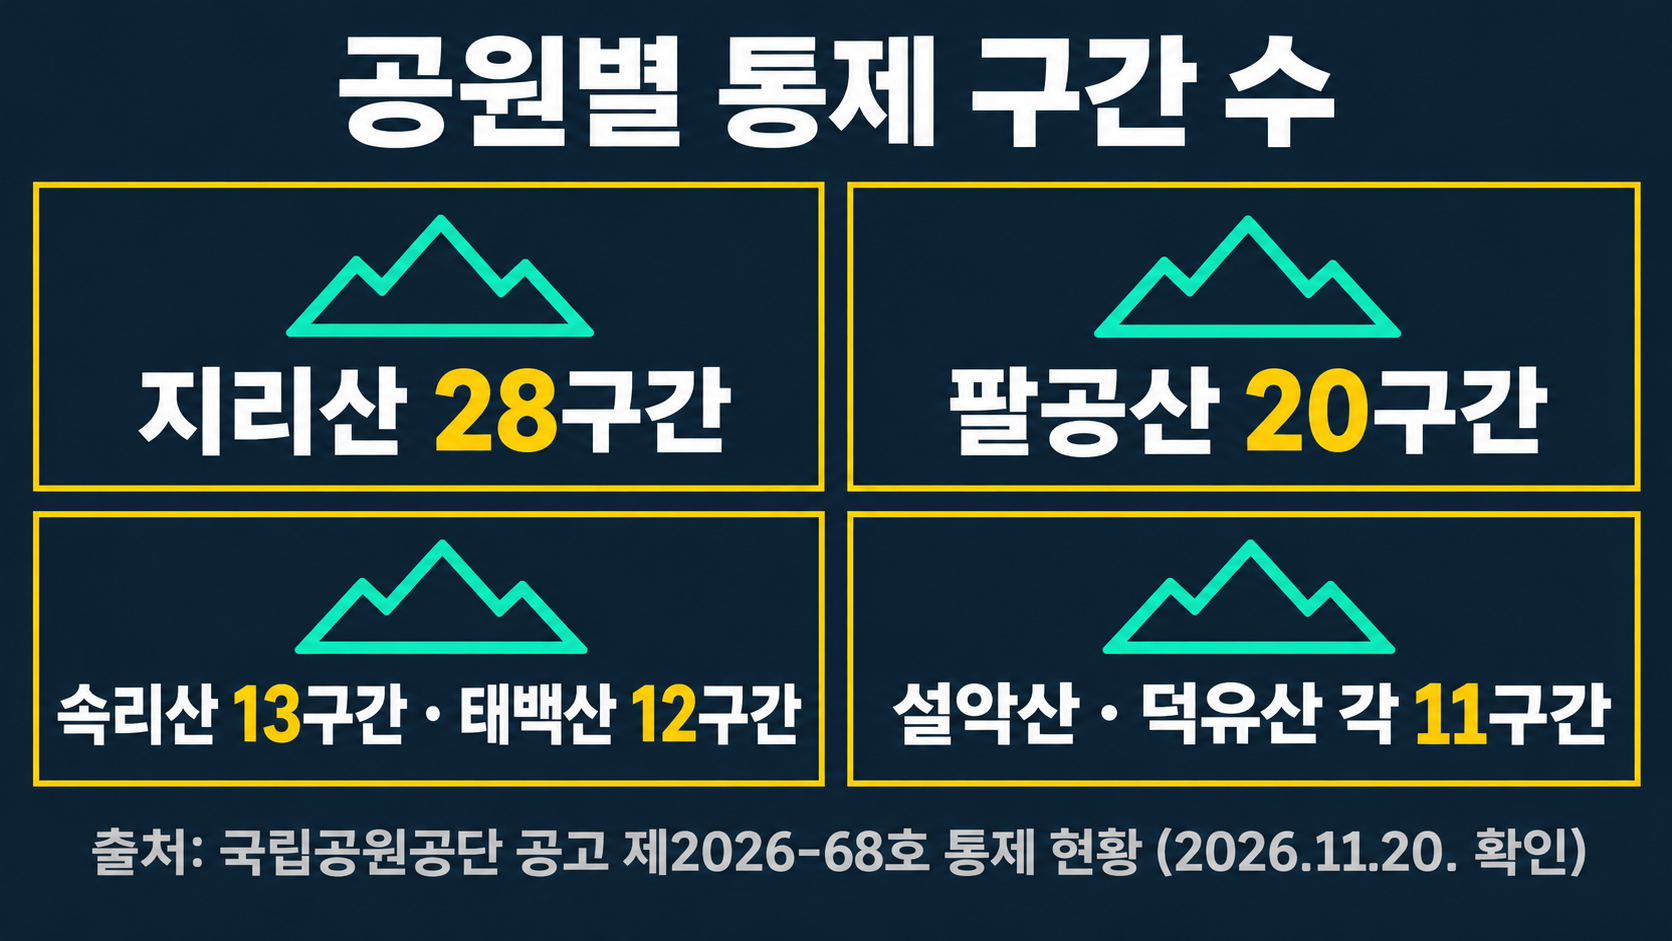 공원별 통제 구간 수
지리산 28구간
팔공산 20구간
속리산 13구간 · 태백산 12구간
설악산 · 덕유산 각 11구간
출처: 국립공원공단 공고 제2026-68호 통제 현황 (2026.11.20. 확인)